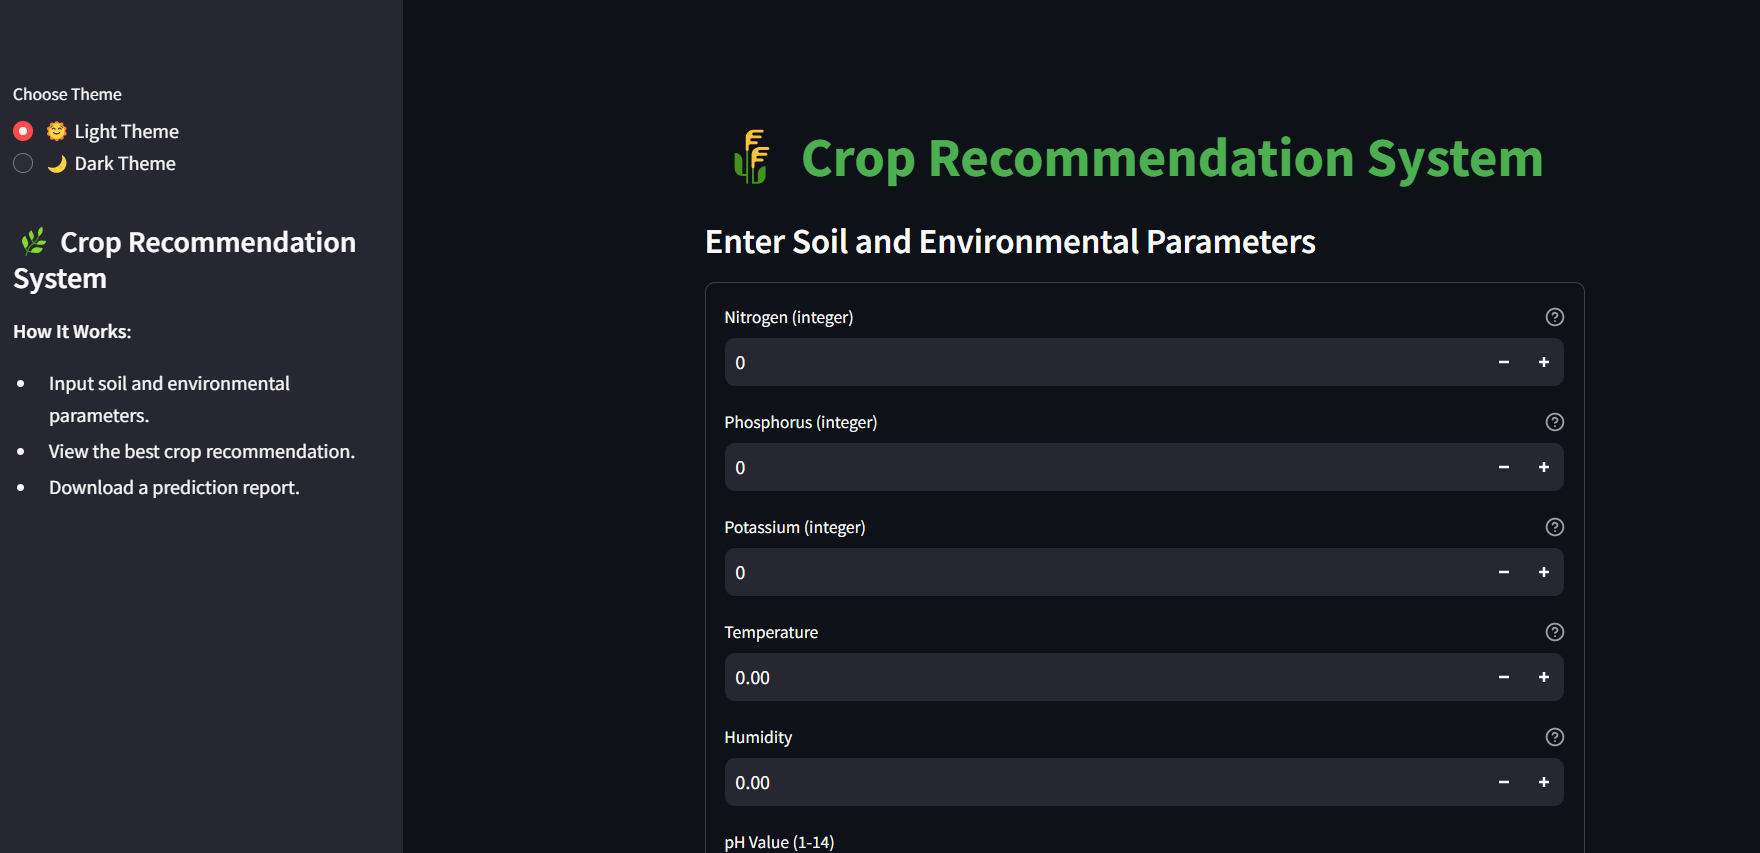 Choose Theme
🌞 Light Theme
🌙 Dark Theme
🌿 Crop Recommendation
System
How It Works:
• Input soil and environmental
parameters.
• View the best crop recommendation.
• Download a prediction report.
🌾 Crop Recommendation System
Enter Soil and Environmental Parameters
Nitrogen (integer)
0
Phosphorus (integer)
0
Potassium (integer)
0
Temperature
0.00
Humidity
0.00
pH Value (1-14)